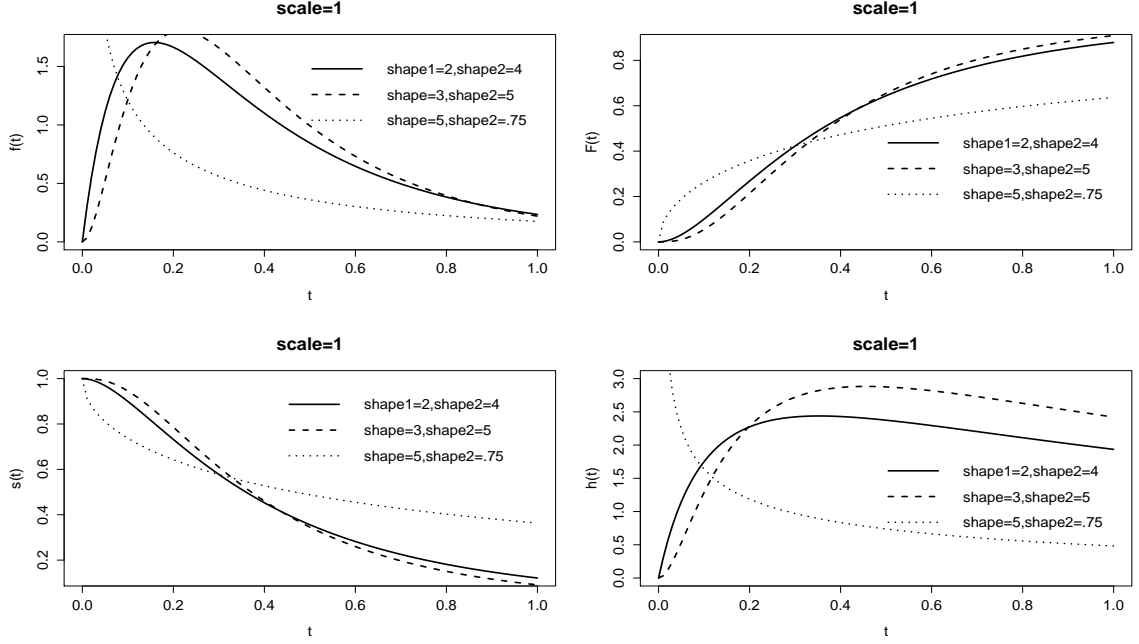 scale=1
f(t)
1.5
1.0
0.5
0.0
shape1=2,shape2=4
shape=3,shape2=5
shape=5,shape2=.75
0.0 0.2 0.4 0.6 0.8 1.0
t
scale=1
F(t)
0.8
0.6
0.4
0.2
0.0
shape1=2,shape2=4
shape=3,shape2=5
shape=5,shape2=.75
0.0 0.2 0.4 0.6 0.8 1.0
t
scale=1
s(t)
1.0
0.8
0.6
0.4
0.2
shape1=2,shape2=4
shape=3,shape2=5
shape=5,shape2=.75
0.0 0.2 0.4 0.6 0.8 1.0
t
scale=1
h(t)
3.0
2.5
2.0
1.5
1.0
0.5
0.0
shape1=2,shape2=4
shape=3,shape2=5
shape=5,shape2=.75
0.0 0.2 0.4 0.6 0.8 1.0
t